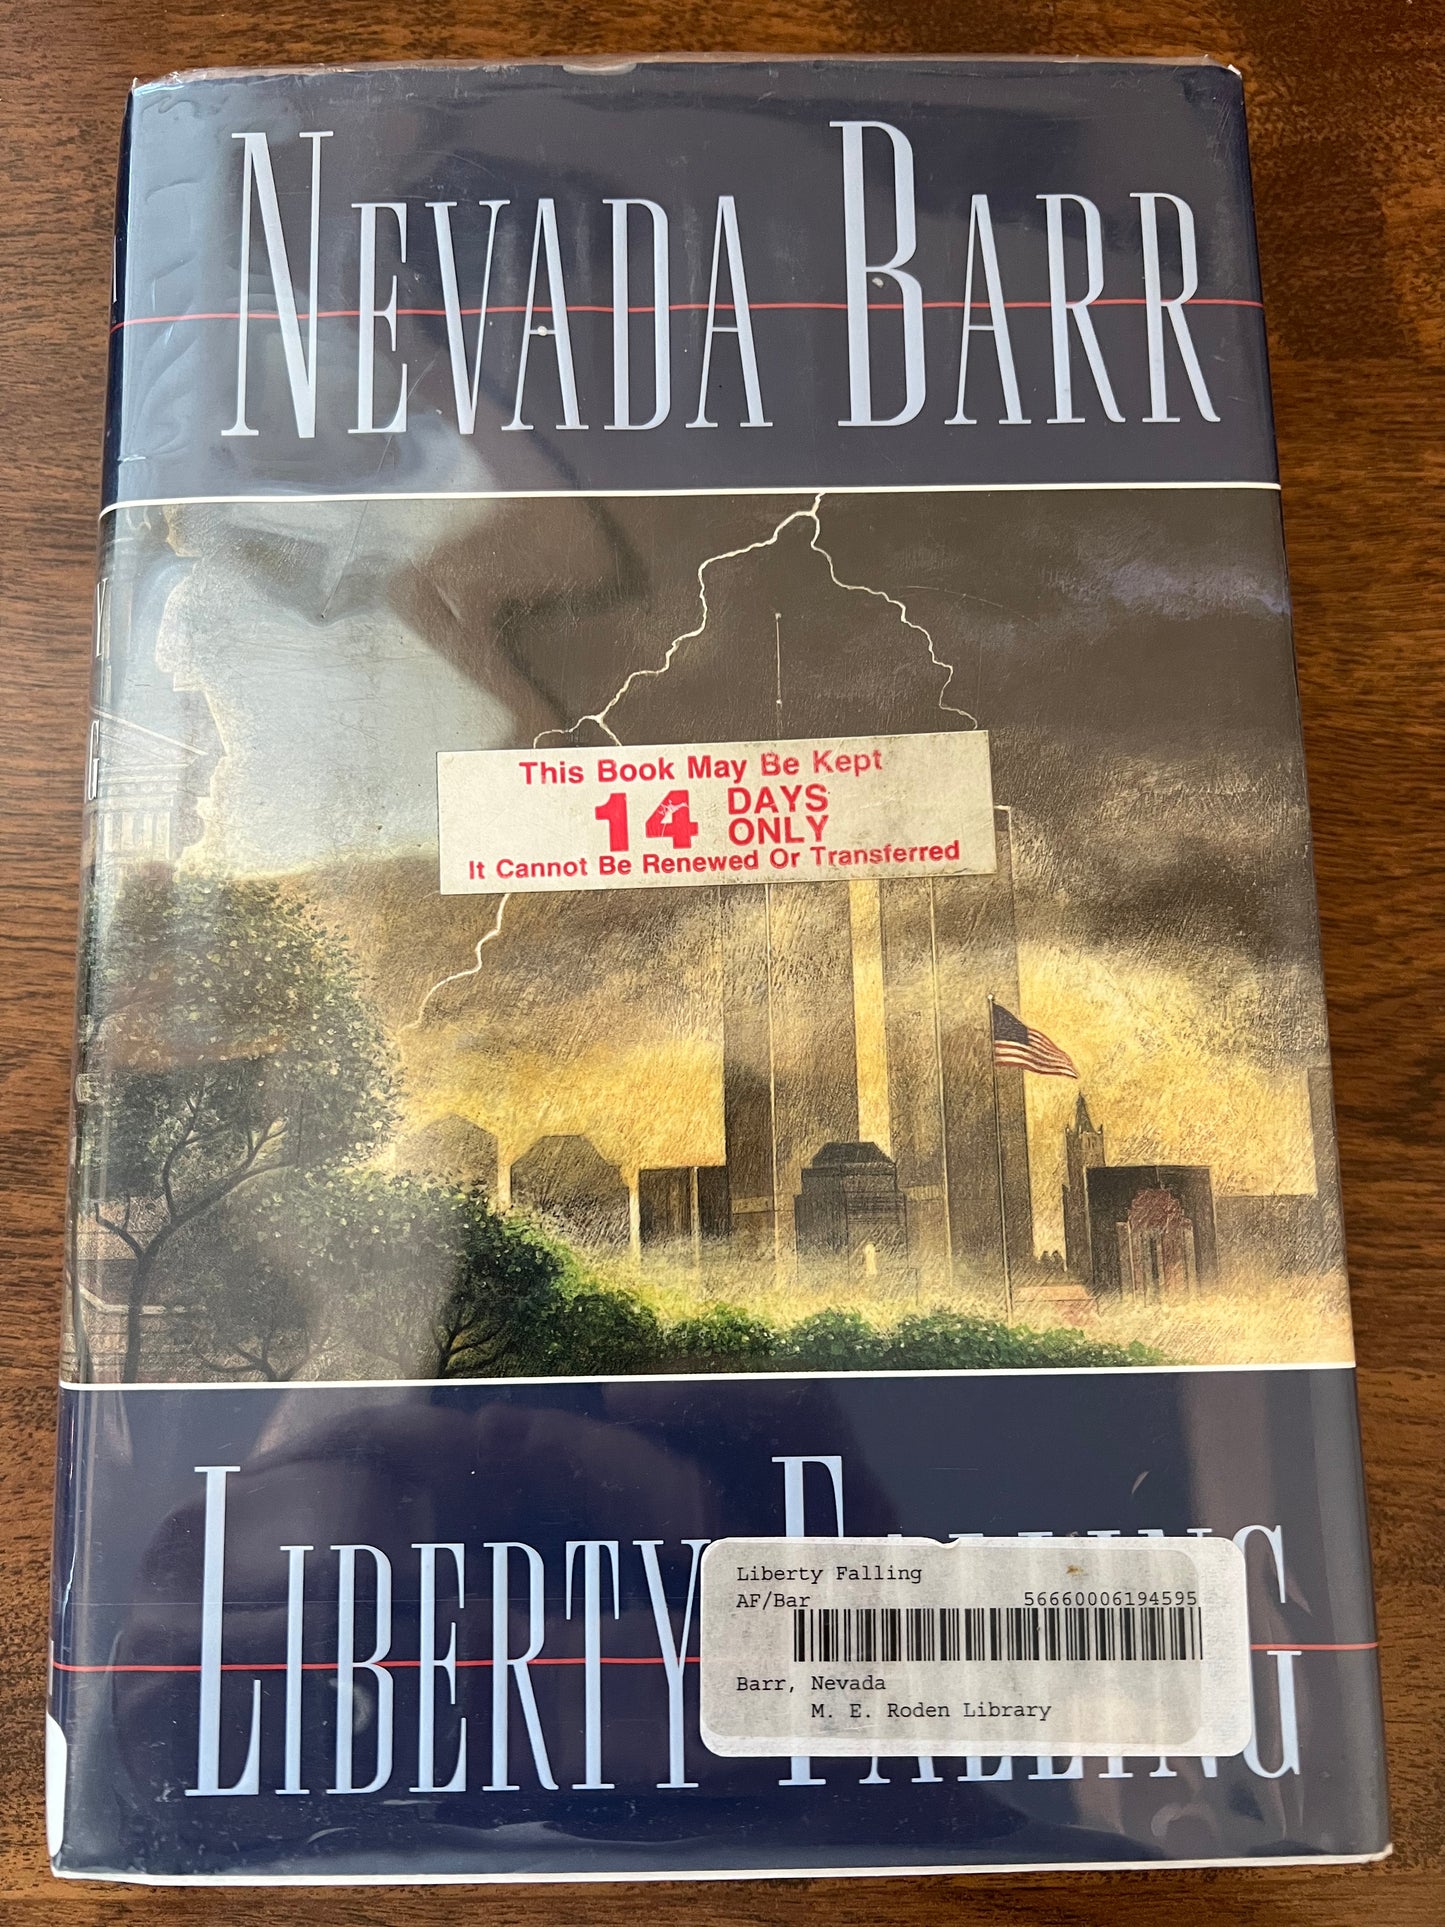 NEVADA BARR
This Book May Be Kept
14 DAYS
ONLY
It Cannot Be Renewed Or Transferred
LIBERTY FALLING
Liberty Falling
AF/Bar 56660006194595
Barr, Nevada
M. E. Roden Library